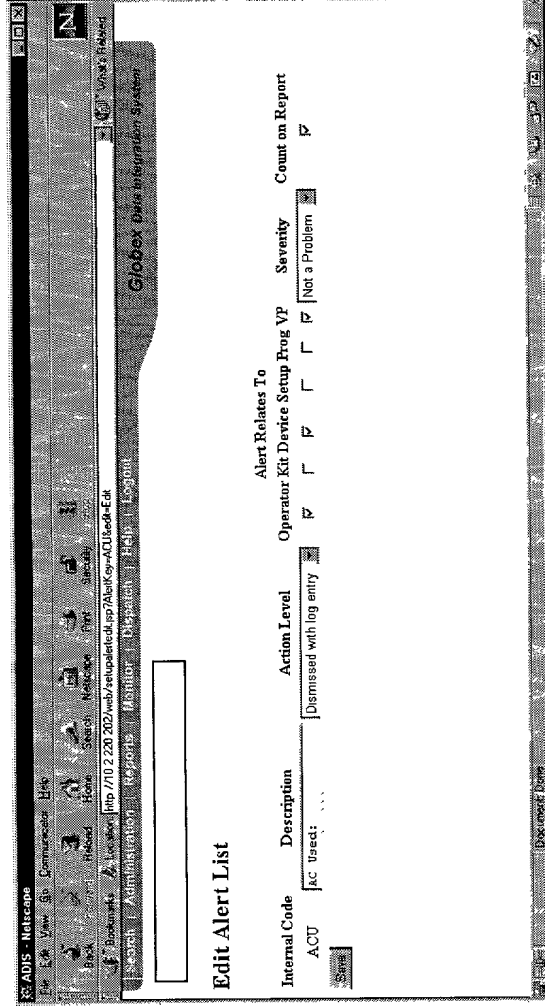 ADIS - Netscape
File Edit View Go Communicator Help
Back Reload Home Search Netscape Print Security
Bookmarks Location http://10.2.220.202/web/setupalertedit.jsp?AlertKey=ACU&edit=Edit What's Related
Search | Administration | Reports | Monitor | Dispatch | Help | Logout
Globex Data Integration System
Edit Alert List
Alert Relates To
Internal Code Description Action Level Operator Kit Device Setup Prog VP Severity Count on Report
ACU AC Used: Dismissed with log entry Not a Problem
Save
Document: Done